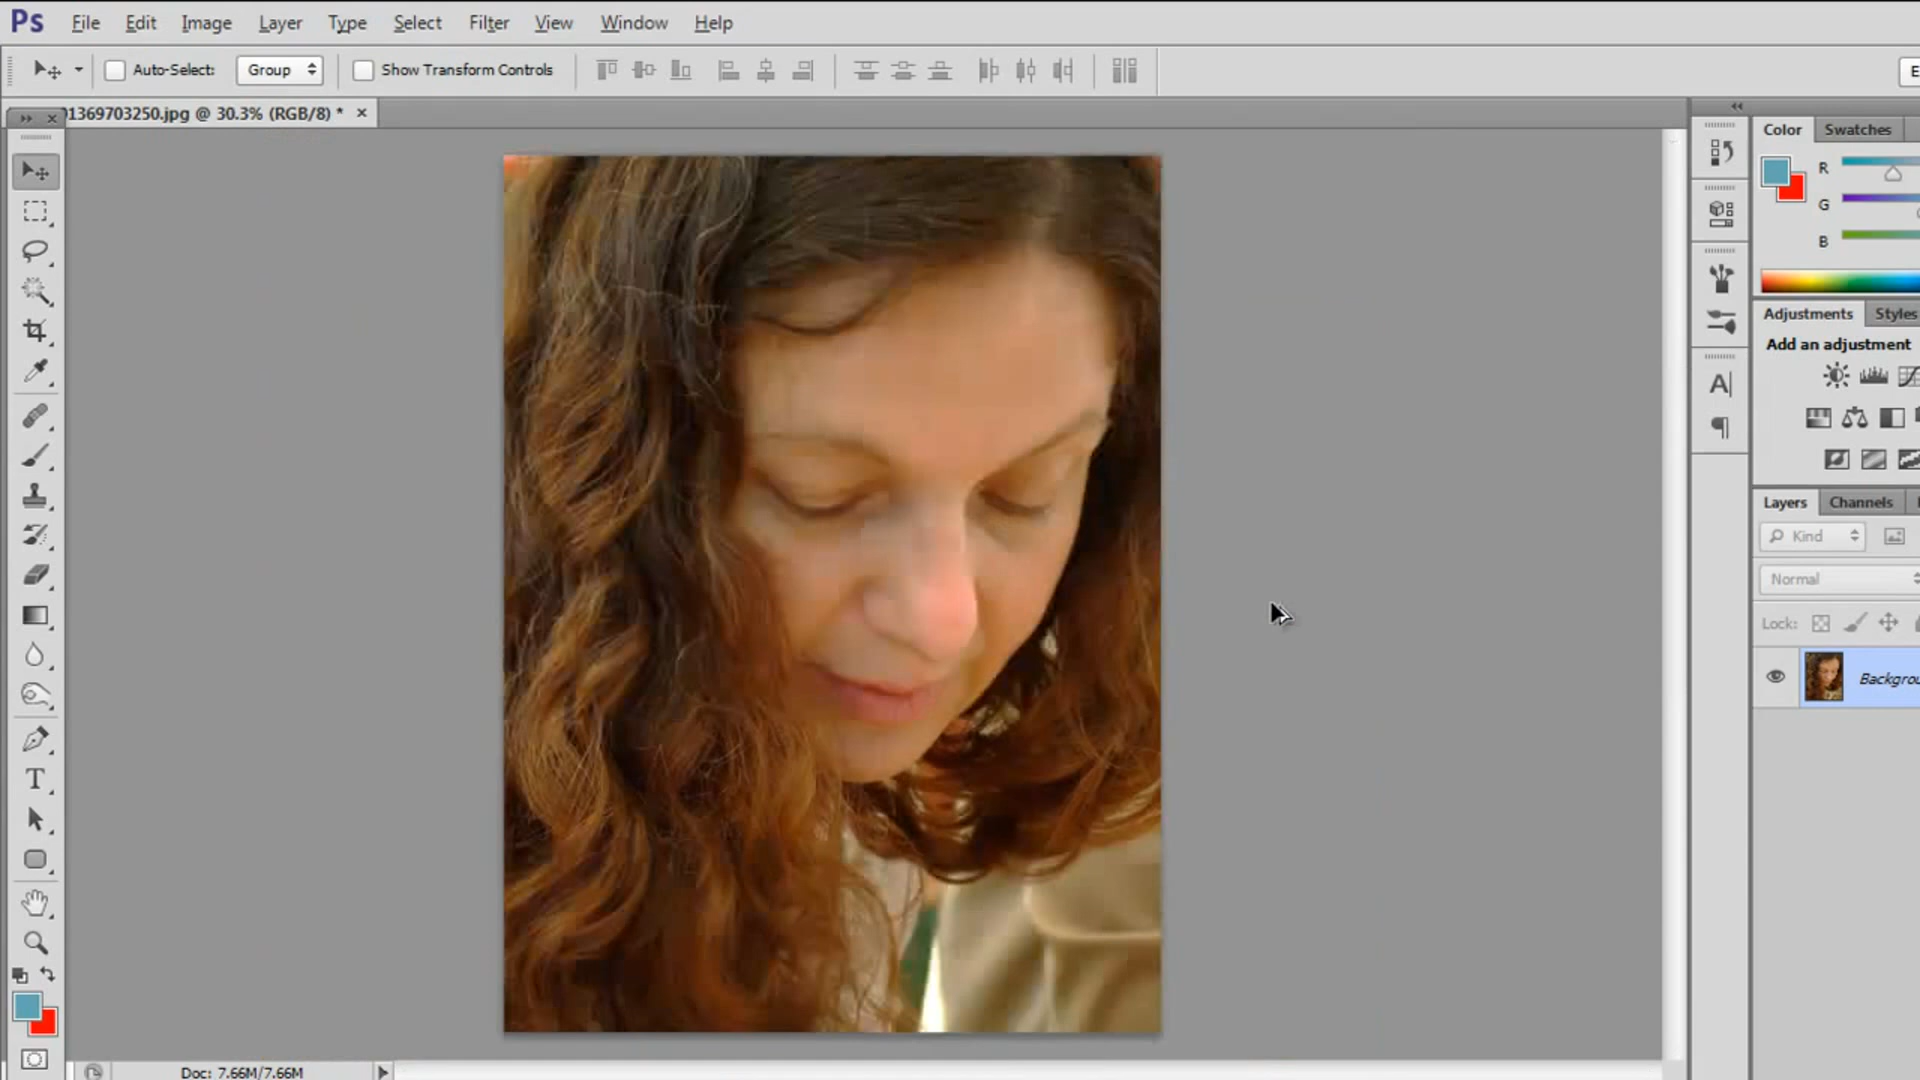 Ps File Edit Image Layer Type Select Filter View Window Help
Auto-Select: Group Show Transform Controls
01369703250.jpg @ 30.3% (RGB/8) * ×
Color Swatches
R
G
B
Adjustments Styles
Add an adjustment
Layers Channels
Kind
Normal
Lock:
Backgrou
T
A
Doc: 7.66M/7.66M